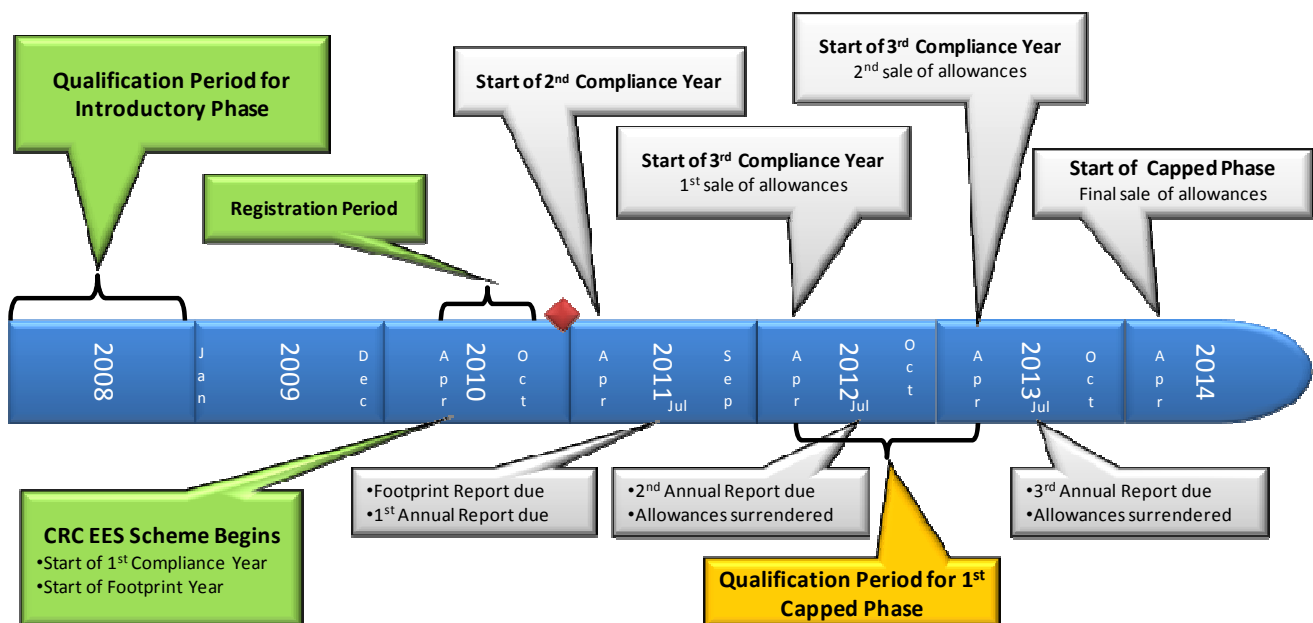 Qualification Period for
Introductory Phase
Registration Period
Start of 2nd Compliance Year
Start of 3rd Compliance Year
1st sale of allowances
Start of 3rd Compliance Year
2nd sale of allowances
Start of Capped Phase
Final sale of allowances
2008
Jan
2009
Dec
Apr
2010
Oct
Apr
2011
Jul
Sep
Apr
2012
Jul
Oct
Apr
2013
Jul
Oct
Apr
2014
CRC EES Scheme Begins
•Start of 1st Compliance Year
•Start of Footprint Year
•Footprint Report due
•1st Annual Report due
•2nd Annual Report due
•Allowances surrendered
Qualification Period for 1st
Capped Phase
•3rd Annual Report due
•Allowances surrendered